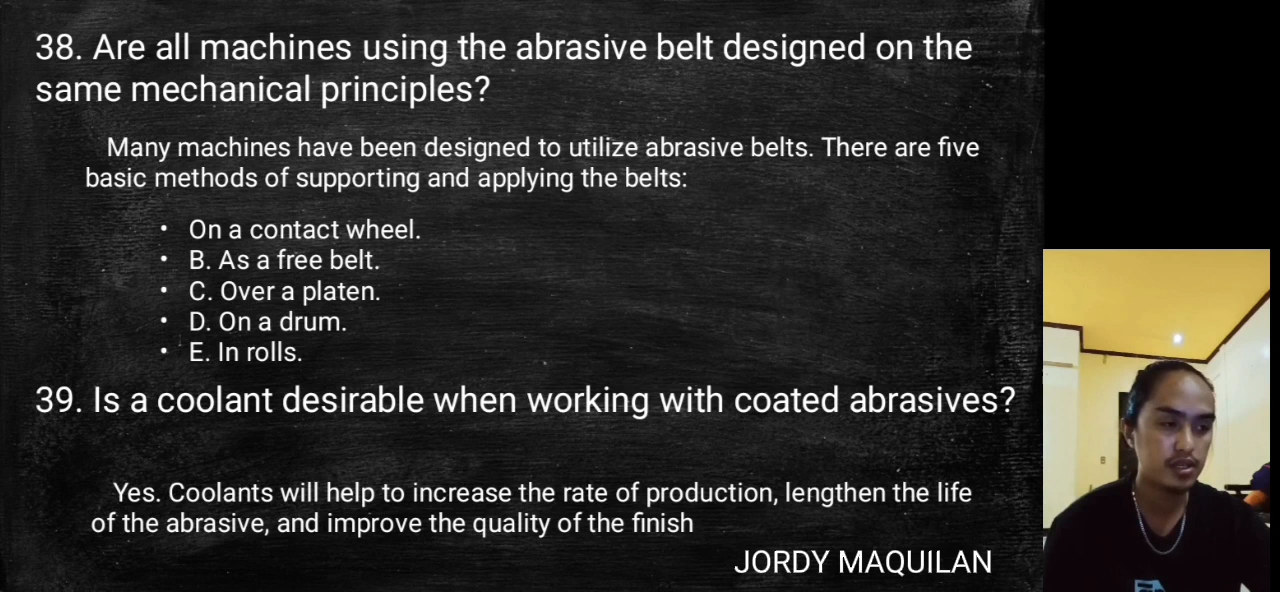 38. Are all machines using the abrasive belt designed on the
same mechanical principles?
Many machines have been designed to utilize abrasive belts. There are five
basic methods of supporting and applying the belts:
• On a contact wheel.
• B. As a free belt.
• C. Over a platen.
• D. On a drum.
• E. In rolls.
39. Is a coolant desirable when working with coated abrasives?
Yes. Coolants will help to increase the rate of production, lengthen the life
of the abrasive, and improve the quality of the finish
JORDY MAQUILAN